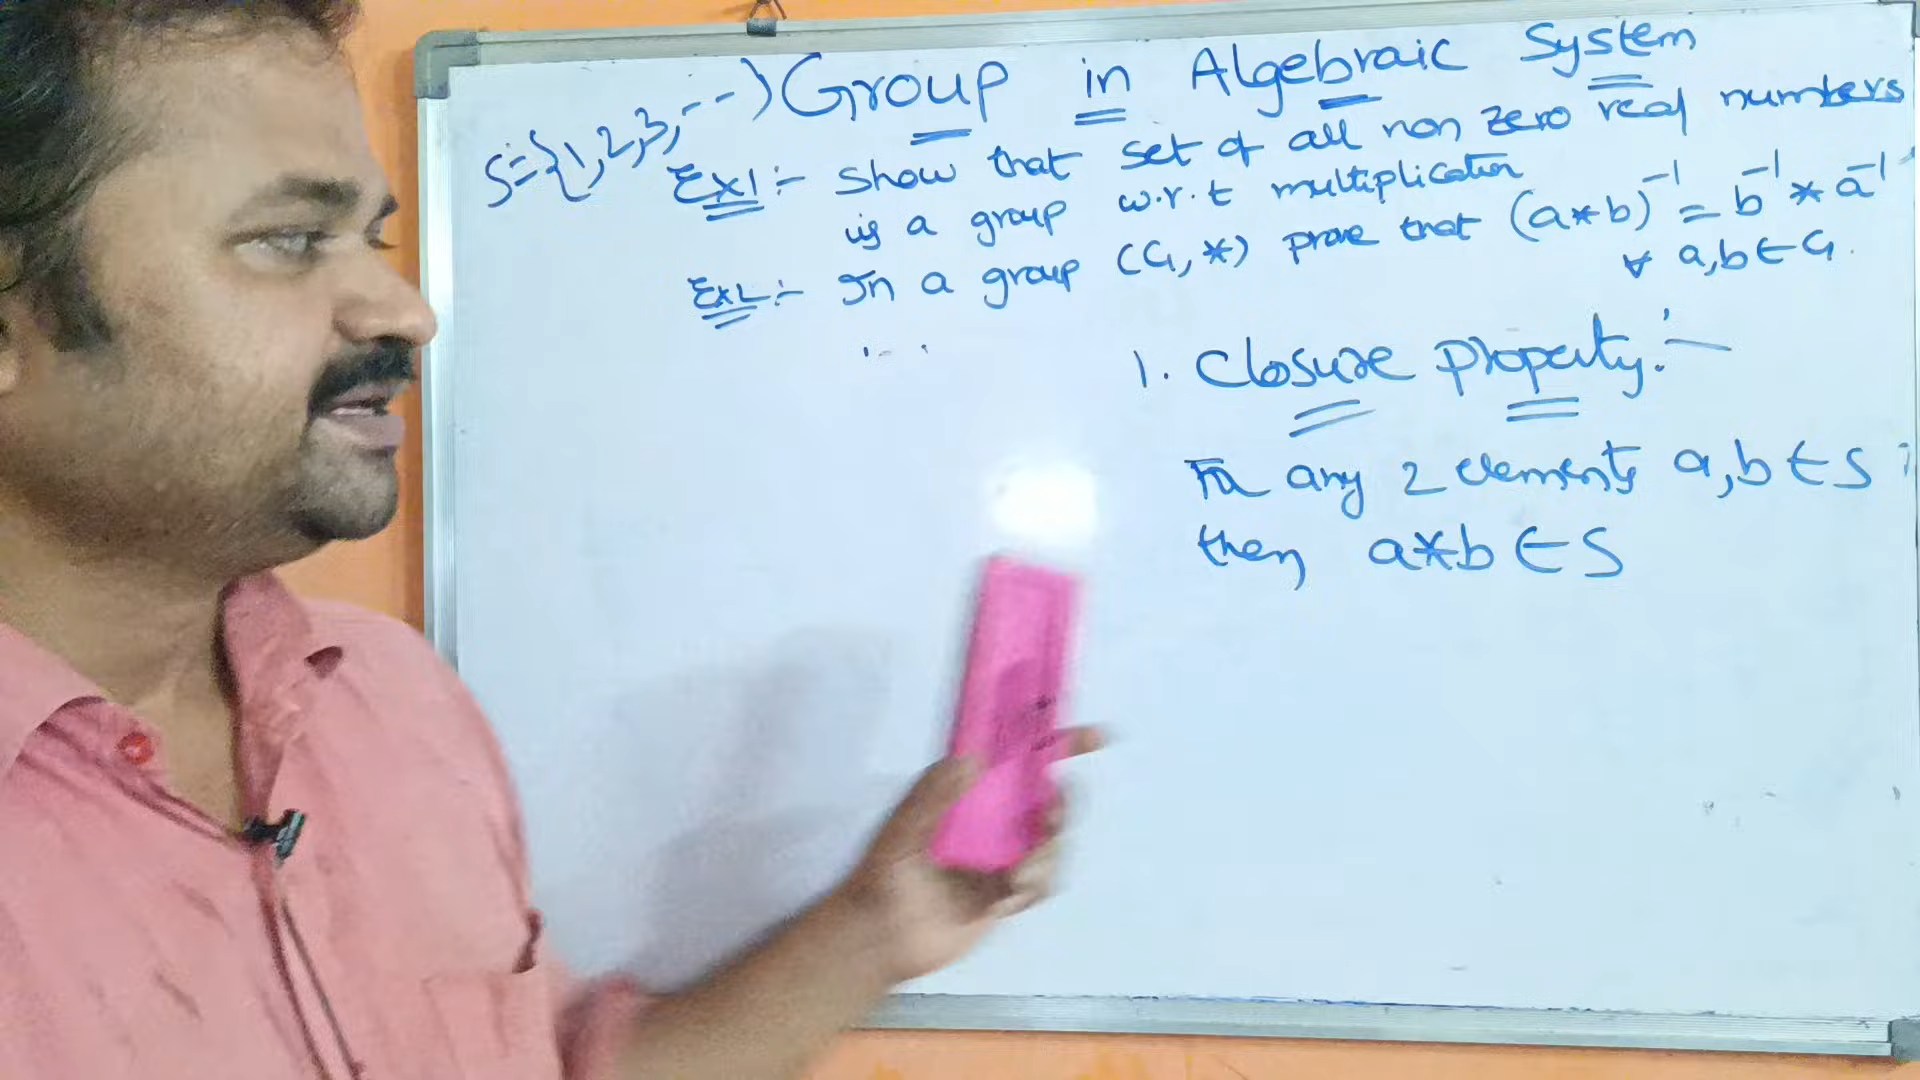 Group in Algebraic System
S = {1, 2, 3, -- }
Ex1:- show that set of all non zero real numbers
is a group w.r.t multiplication
Ex2:- In a group (G, *) prove that (a*b)⁻¹ = b⁻¹ * a⁻¹
∀ a,b ∈ G.
1. Closure property:-
For any 2 elements a,b ∈ S
then a*b ∈ S